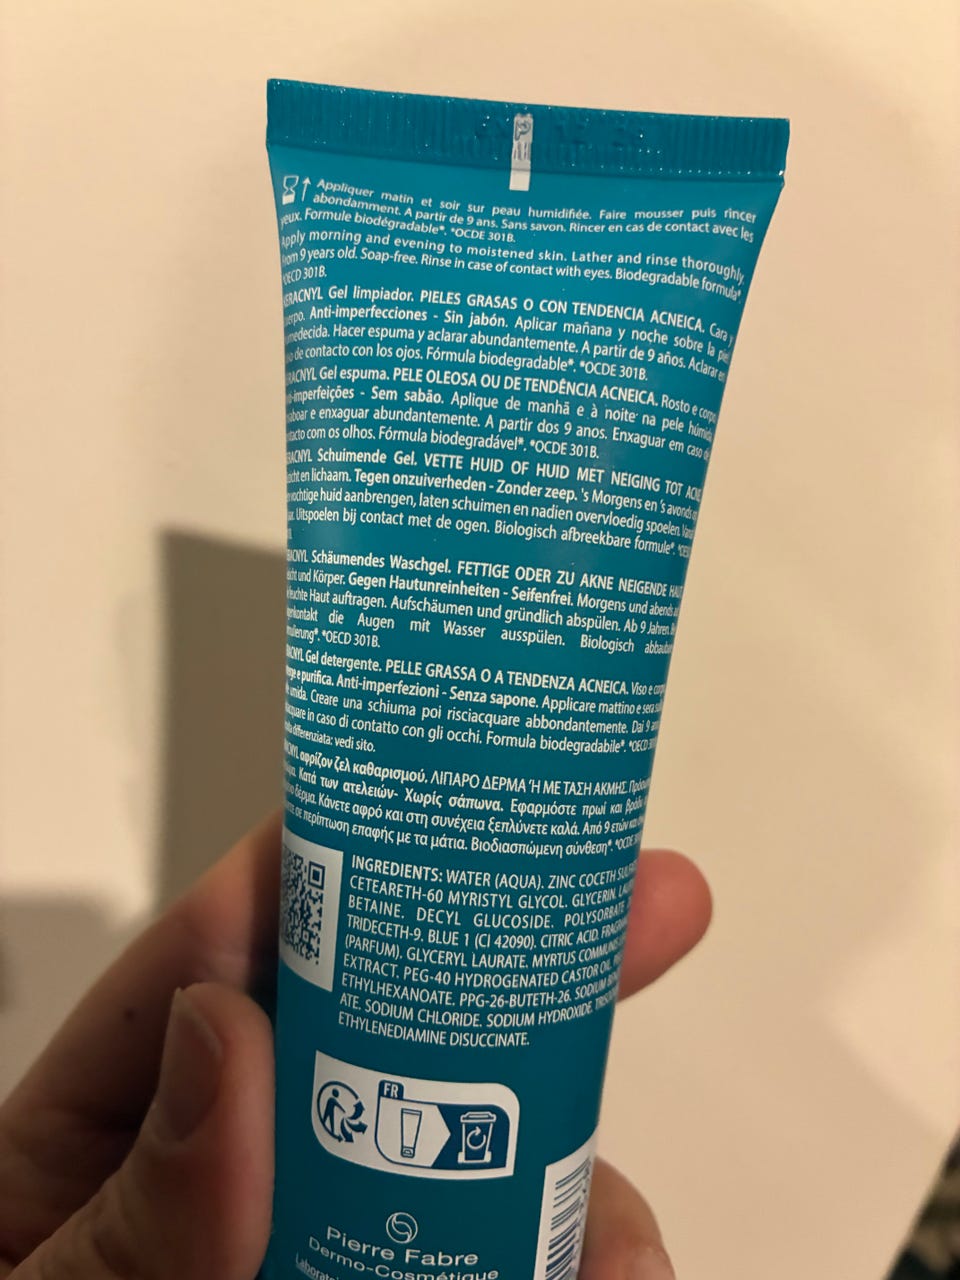 Appliquer matin et soir sur peau humidifiée. Faire mousser puis rincer
abondamment. A partir de 9 ans. Sans savon. Rincer en cas de contact avec les
yeux. Formule biodégradable*. *OCDE 301B.
Apply morning and evening to moistened skin. Lather and rinse thoroughly.
From 9 years old. Soap-free. Rinse in case of contact with eyes. Biodegradable formula*
*OECD 301B.
KERACNYL Gel limpiador. PIELES GRASAS O CON TENDENCIA ACNEICA. Cara y
Anti-imperfecciones - Sin jabón. Aplicar mañana y noche sobre la
Hacer espuma y aclarar abundantemente. A partir de 9 años. Aclarar en
de contacto con los ojos. Fórmula biodegradable*. *OCDE 301B.
Gel espuma. PELE OLEOSA OU DE TENDÊNCIA ACNEICA. Rosto e
- Sem sabão. Aplique de manhã e à noite na pele húmida
e enxaguar abundantemente. A partir dos 9 anos. Enxaguar em caso de
com os olhos. Fórmula biodegradável*. *OCDE 301B.
Schuimende Gel. VETTE HUID OF HUID MET NEIGING TOT
en lichaam. Tegen onzuiverheden - Zonder zeep. 's Morgens en 's avonds
huid aanbrengen, laten schuimen en nadien overvloedig spoelen.
Uitspoelen bij contact met de ogen. Biologisch afbreekbare formule*.
Schäumendes Waschgel. FETTIGE ODER ZU AKNE NEIGENDE
und Körper. Gegen Hautunreinheiten - Seifenfrei. Morgens und abends
feuchte Haut auftragen. Aufschäumen und gründlich abspülen. Ab 9 Jahren.
die Augen mit Wasser ausspülen. Biologisch
*OECD 301B.
Gel detergente. PELLE GRASSA O A TENDENZA ACNEICA. Viso e
e purifica. Anti-imperfezioni - Senza sapone. Applicare mattino e sera
umida. Creare una schiuma poi risciacquare abbondantemente. Dai 9
in caso di contatto con gli occhi. Formula biodegradabile*. *OECD
differenziata: vedi sito.
αφρίζον ζελ καθαρισμού. ΛΙΠΑΡΟ ΔΕΡΜΑ Ή ΜΕ ΤΑΣΗ ΑΚΜΗΣ.
Κατά των ατελειών- Χωρίς σάπωνα. Εφαρμόστε πρωί και
δέρμα. Κάνετε αφρό και στη συνέχεια ξεπλύνετε καλά. Από 9 ετών και
σε περίπτωση επαφής με τα μάτια. Βιοδιασπώμενη σύνθεση*. *OCDE
INGREDIENTS: WATER (AQUA). ZINC COCETH
CETEARETH-60 MYRISTYL GLYCOL. GLYCERIN.
BETAINE. DECYL GLUCOSIDE. POLYSORBATE
TRIDECETH-9. BLUE 1 (CI 42090). CITRIC ACID.
(PARFUM). GLYCERYL LAURATE. MYRTUS
EXTRACT. PEG-40 HYDROGENATED CASTOR OIL.
ETHYLHEXANOATE. PPG-26-BUTETH-26. SODIUM
ATE. SODIUM CHLORIDE. SODIUM HYDROXIDE.
ETHYLENEDIAMINE DISUCCINATE.
FR
Pierre Fabre
Dermo-Cosmétique